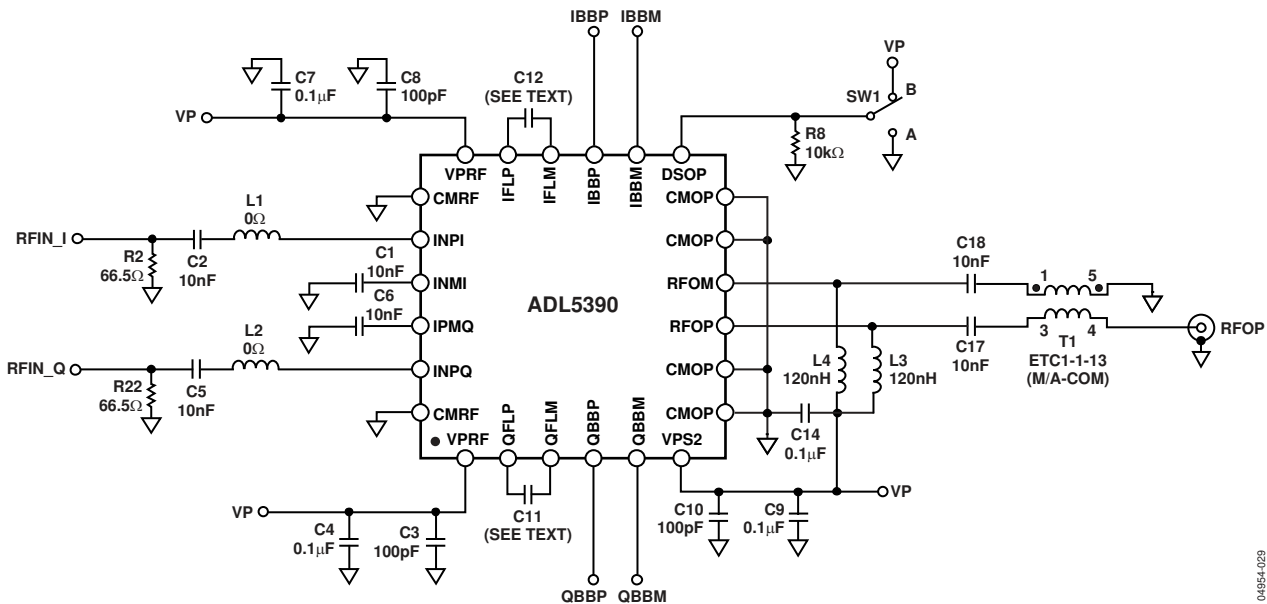 IBBP IBBM
VP
C7
0.1µF
C8
100pF
C12
(SEE TEXT)
SW1
B
A
VP
R8
10kΩ
VPRF
IFLP
IFLM
IBBP
IBBM
DSOP
CMRF
CMOP
L1
0Ω
RFIN_I
INPI
CMOP
R2
66.5Ω
C2
10nF
C1
10nF
INMI
RFOM
C18
10nF
1 5
C6
10nF
ADL5390
IPMQ
RFOP
C17
10nF
3 4
T1
ETC1-1-13
(M/A-COM)
RFOP
L2
0Ω
RFIN_Q
INPQ
CMOP
L4
120nH
L3
120nH
R22
66.5Ω
C5
10nF
CMRF
CMOP
C14
0.1µF
VPRF
QFLP
QFLM
QBBP
QBBM
VPS2
VP
C4
0.1µF
C3
100pF
C11
(SEE TEXT)
C10
100pF
C9
0.1µF
VP
QBBP QBBM
04954-029